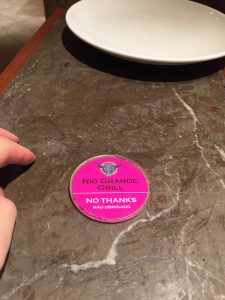 RIO GRANDE
GRILL
NO THANKS
NÃO OBRIGADO